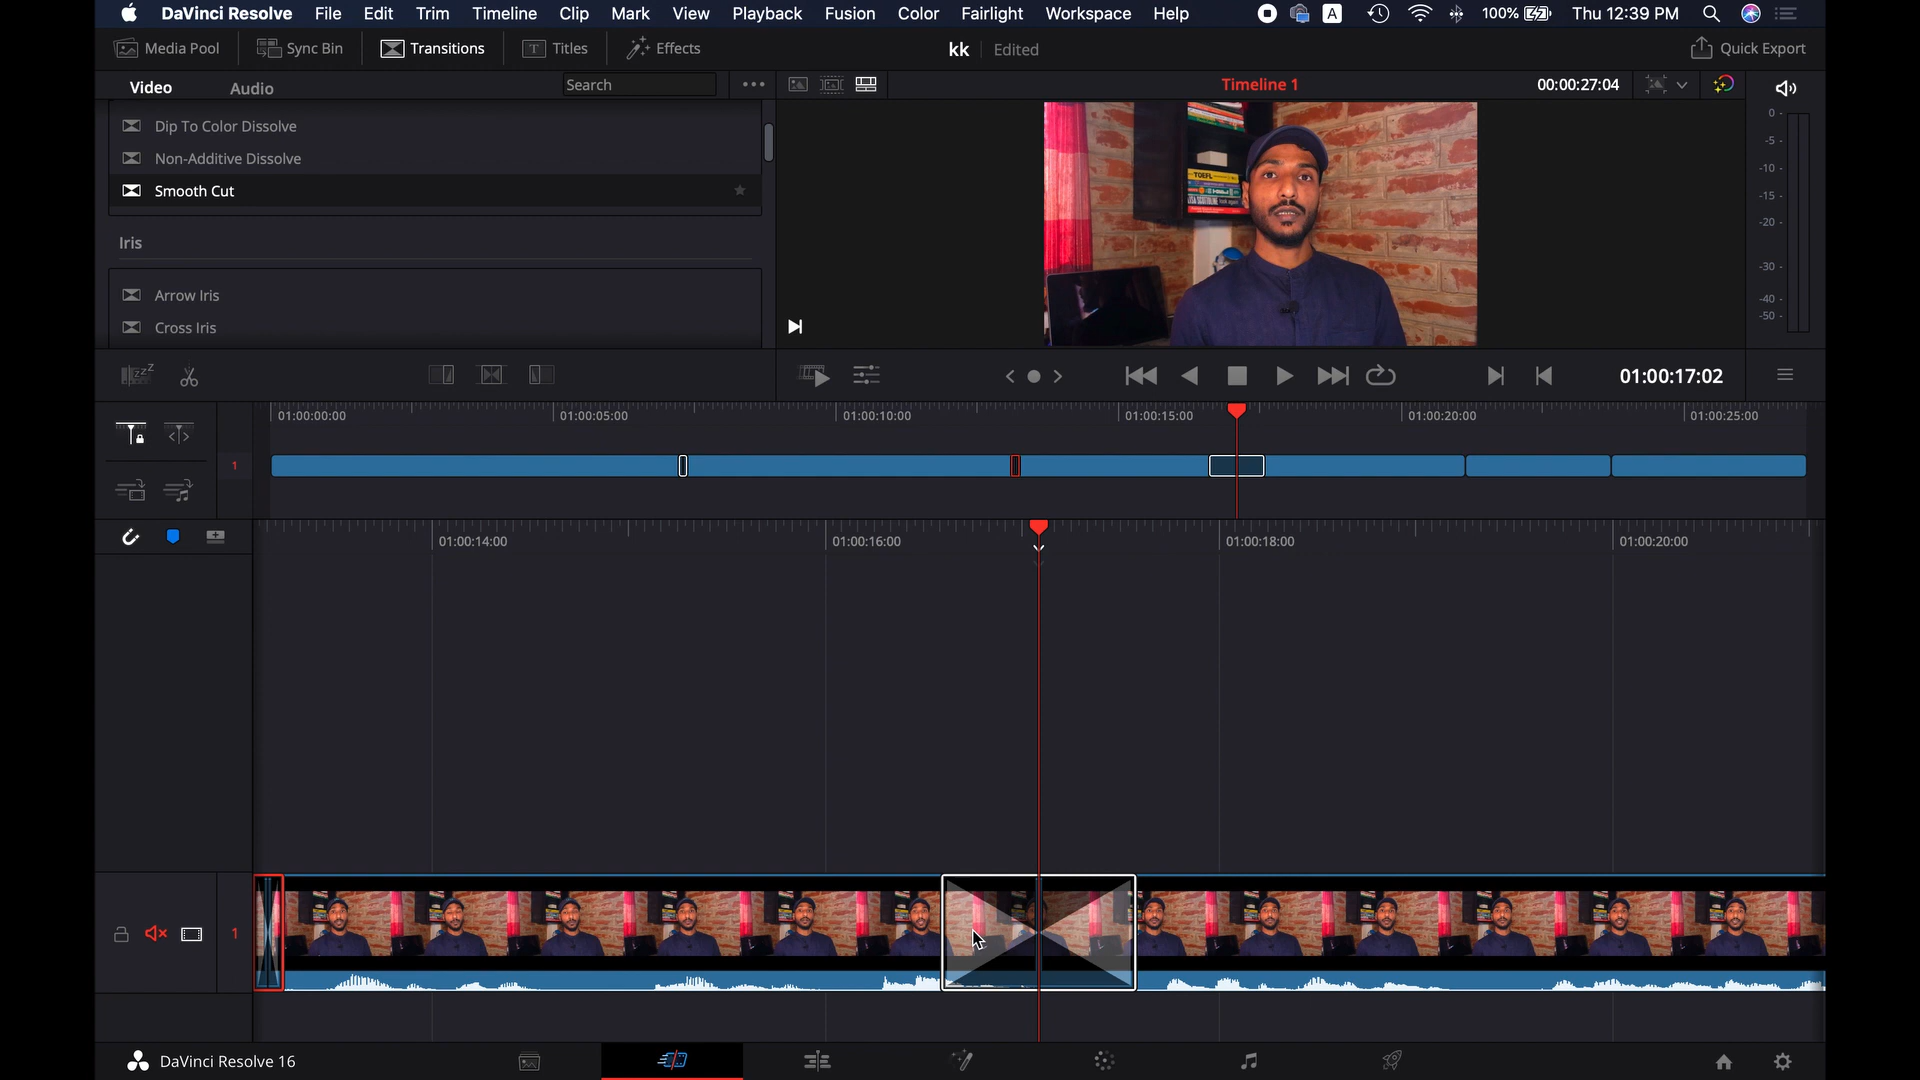 DaVinci Resolve File Edit Trim Timeline Clip Mark View Playback Fusion Color Fairlight Workspace Help A 100% Thu 12:39 PM
Media Pool Sync Bin Transitions T Titles Effects kk Edited Quick Export
Video Audio Search Timeline 1 00:00:27:04
Dip To Color Dissolve
Non-Additive Dissolve
Smooth Cut
Iris
Arrow Iris
Cross Iris
TOEFL
0
-5
-10
-15
-20
-30
-40
-50
01:00:17:02
01:00:00:00 01:00:05:00 01:00:10:00 01:00:15:00 01:00:20:00 01:00:25:00
1
01:00:14:00 01:00:16:00 01:00:18:00 01:00:20:00
1
DaVinci Resolve 16